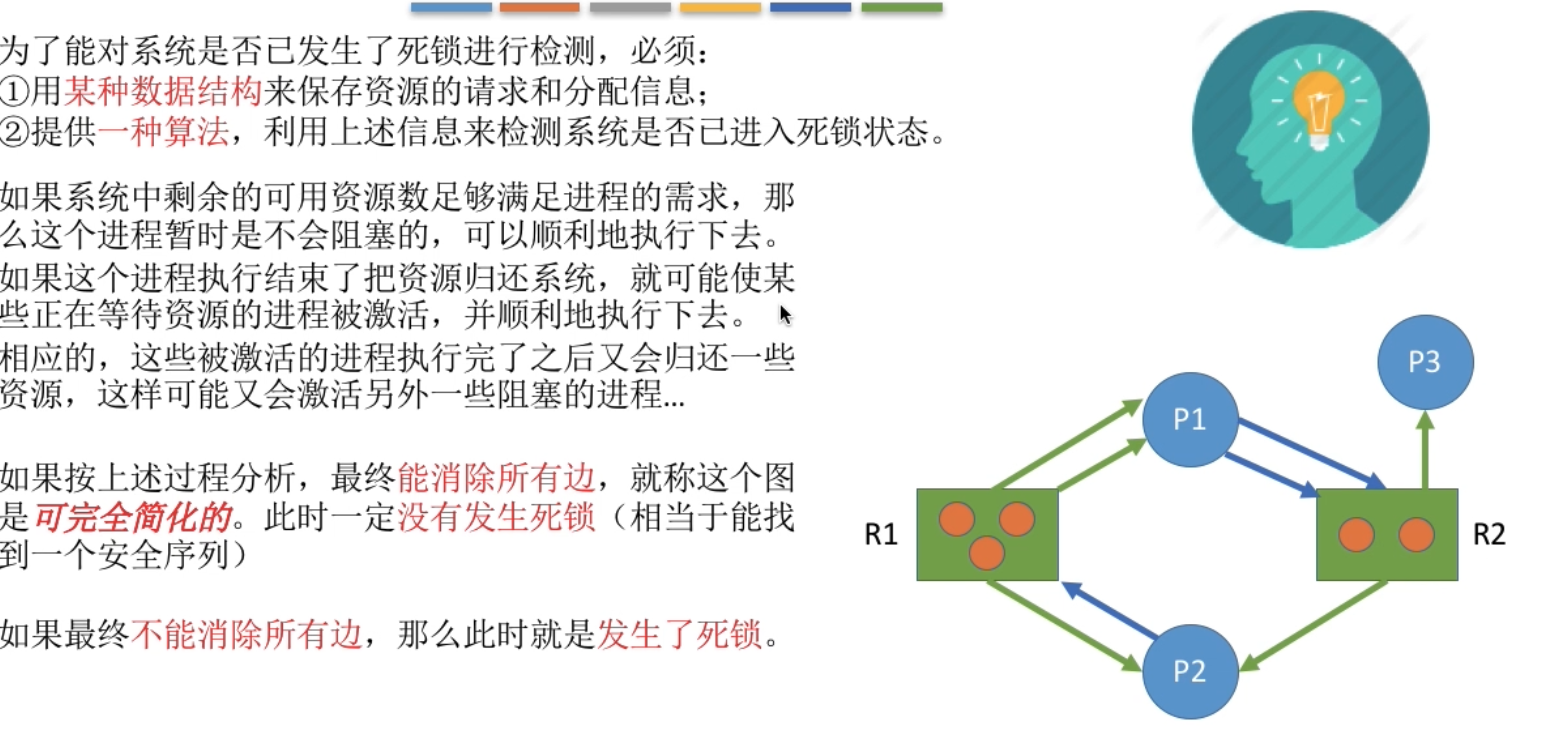 为了能对系统是否已发生了死锁进行检测，必须：
①用某种数据结构来保存资源的请求和分配信息；
②提供一种算法，利用上述信息来检测系统是否已进入死锁状态。
如果系统中剩余的可用资源数足够满足进程的需求，那
么这个进程暂时是不会阻塞的，可以顺利地执行下去。
如果这个进程执行结束了把资源归还系统，就可能使某
些正在等待资源的进程被激活，并顺利地执行下去。
相应的，这些被激活的进程执行完了之后又会归还一些
资源，这样可能又会激活另外一些阻塞的进程...
如果按上述过程分析，最终能消除所有边，就称这个图
是可完全简化的。此时一定没有发生死锁（相当于能找
到一个安全序列）
如果最终不能消除所有边，那么此时就是发生了死锁。
P3
P1
R1
R2
P2